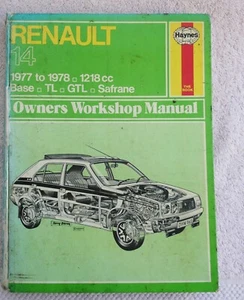 RENAULT
14
Haynes
1977 to 1978 □ 1218 cc
Base □ TL □ GTL □ Safrane
Owners Workshop Manual